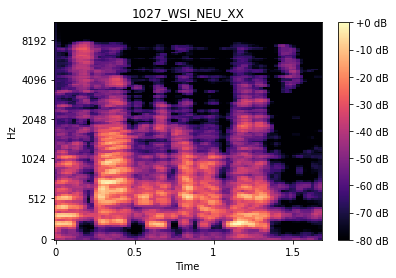 1027_WSI_NEU_XX
+0 dB
8192
-10 dB
4096
-20 dB
-30 dB
2048
Hz
-40 dB
1024
-50 dB
512
-60 dB
-70 dB
0
-80 dB
0
0.5
1
1.5
Time